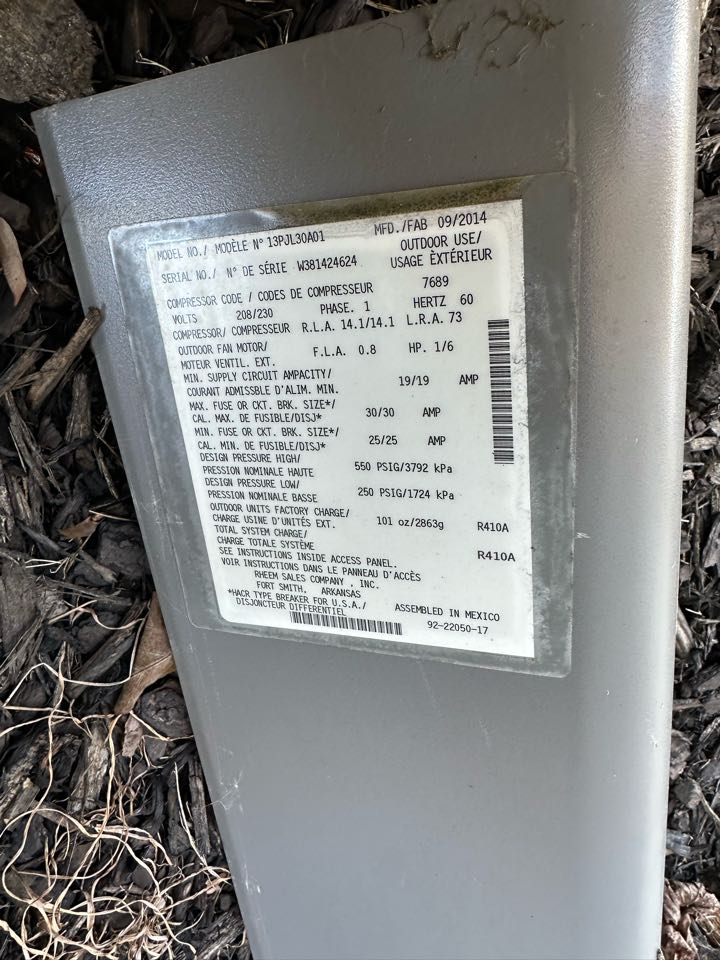 MODEL NO./ MODÈLE N° 13PJL30A01 MFD./FAB 09/2014
SERIAL NO./ N° DE SÉRIE W381424624 OUTDOOR USE/
USAGE ÈXTÉRIEUR
COMPRESSOR CODE / CODES DE COMPRESSEUR 7689
VOLTS 208/230 PHASE. 1 HERTZ 60
COMPRESSOR/ COMPRESSEUR R.L.A. 14.1/14.1 L.R.A. 73
OUTDOOR FAN MOTOR/ F.L.A. 0.8 HP. 1/6
MOTEUR VENTIL. EXT.
MIN. SUPPLY CIRCUIT AMPACITY/ 19/19 AMP
COURANT ADMISSBLE D'ALIM. MIN.
MAX. FUSE OR CKT. BRK. SIZE*/ 30/30 AMP
CAL. MAX. DE FUSIBLE/DISJ*
MIN. FUSE OR CKT. BRK. SIZE*/ 25/25 AMP
CAL. MIN. DE FUSIBLE/DISJ*
DESIGN PRESSURE HIGH/ 550 PSIG/3792 kPa
PRESSION NOMINALE HAUTE
DESIGN PRESSURE LOW/ 250 PSIG/1724 kPa
PRESSION NOMINALE BASSE
OUTDOOR UNITS FACTORY CHARGE/
CHARGE USINE D'UNITÉS EXT. 101 oz/2863g R410A
TOTAL SYSTEM CHARGE/
CHARGE TOTALE SYSTÈME R410A
SEE INSTRUCTIONS INSIDE ACCESS PANEL.
VOIR INSTRUCTIONS DANS LE PANNEAU D'ACCÈS
RHEEM SALES COMPANY , INC.
FORT SMITH, ARKANSAS
*HACR TYPE BREAKER FOR U.S.A./ ASSEMBLED IN MEXICO
DISJONCTEUR DIFFERENTIEL 92-22050-17